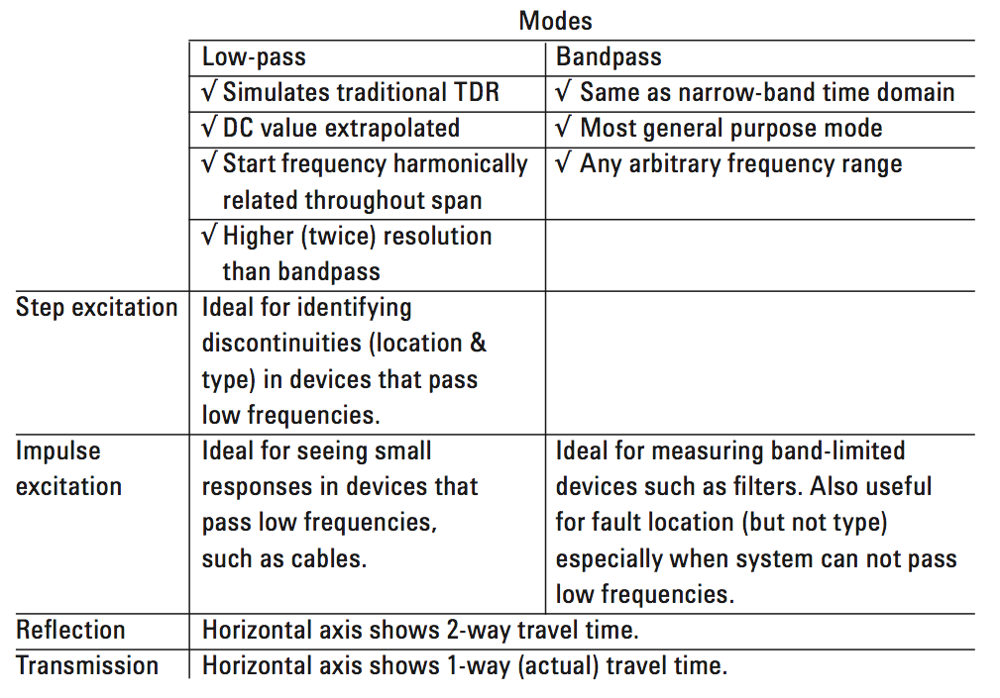 Modes
Low-pass Bandpass
√ Simulates traditional TDR √ Same as narrow-band time domain
√ DC value extrapolated √ Most general purpose mode
√ Start frequency harmonically √ Any arbitrary frequency range
related throughout span
√ Higher (twice) resolution
than bandpass
Step excitation Ideal for identifying
discontinuities (location &
type) in devices that pass
low frequencies.
Impulse Ideal for seeing small Ideal for measuring band-limited
excitation responses in devices that devices such as filters. Also useful
pass low frequencies, for fault location (but not type)
such as cables. especially when system can not pass
low frequencies.
Reflection Horizontal axis shows 2-way travel time.
Transmission Horizontal axis shows 1-way (actual) travel time.